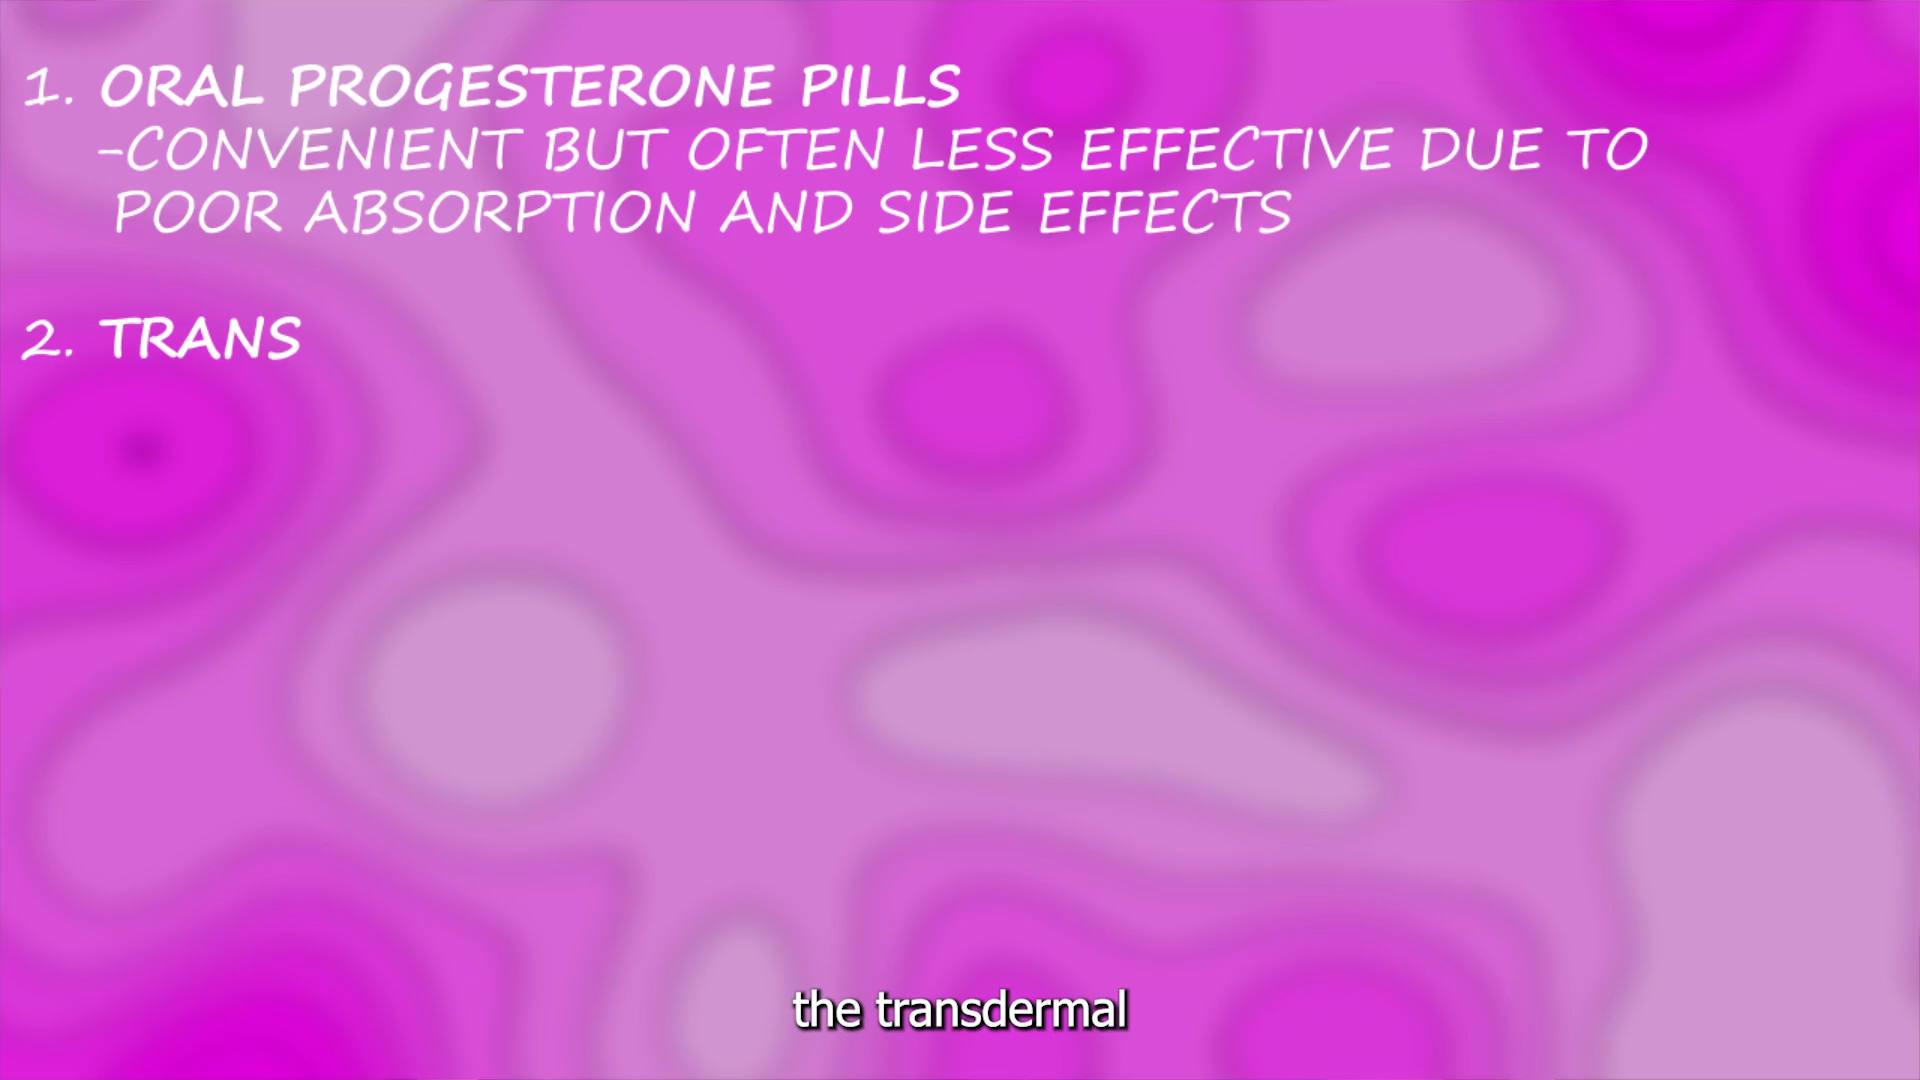 1. ORAL PROGESTERONE PILLS
-CONVENIENT BUT OFTEN LESS EFFECTIVE DUE TO
POOR ABSORPTION AND SIDE EFFECTS
2. TRANS
the transdermal